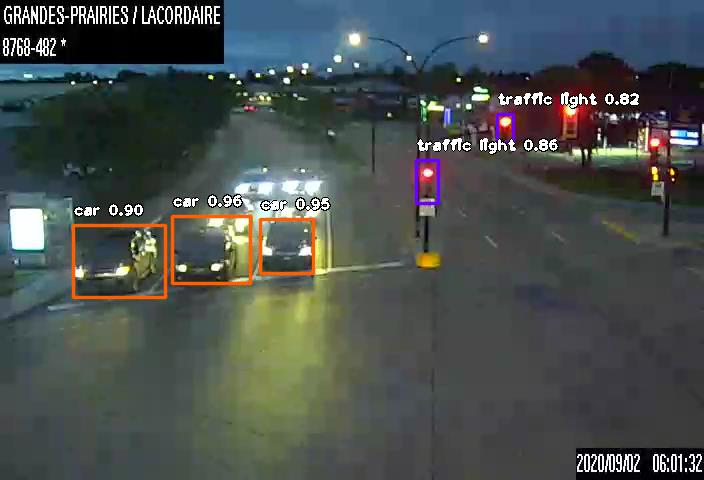 GRANDES-PRAIRIES / LACORDAIRE
8768-482 *
traffic light 0.82
traffic light 0.86
car 0.90
car 0.96
car 0.95
2020/09/02 06:01:32